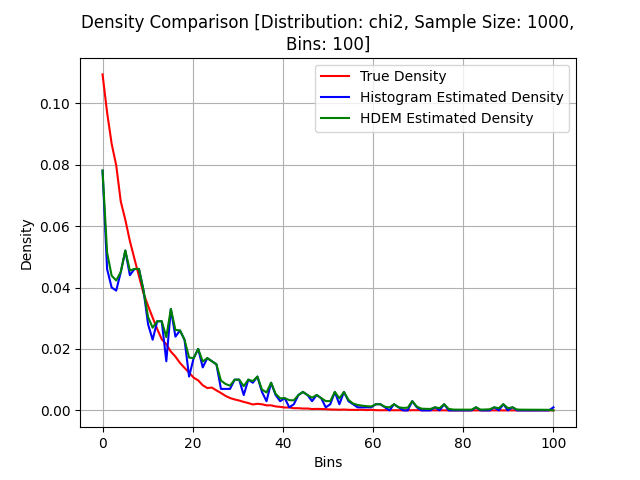 Density Comparison [Distribution: chi2, Sample Size: 1000,
Bins: 100]
True Density
Histogram Estimated Density
HDEM Estimated Density
Density
0.10
0.08
0.06
0.04
0.02
0.00
0 20 40 60 80 100
Bins